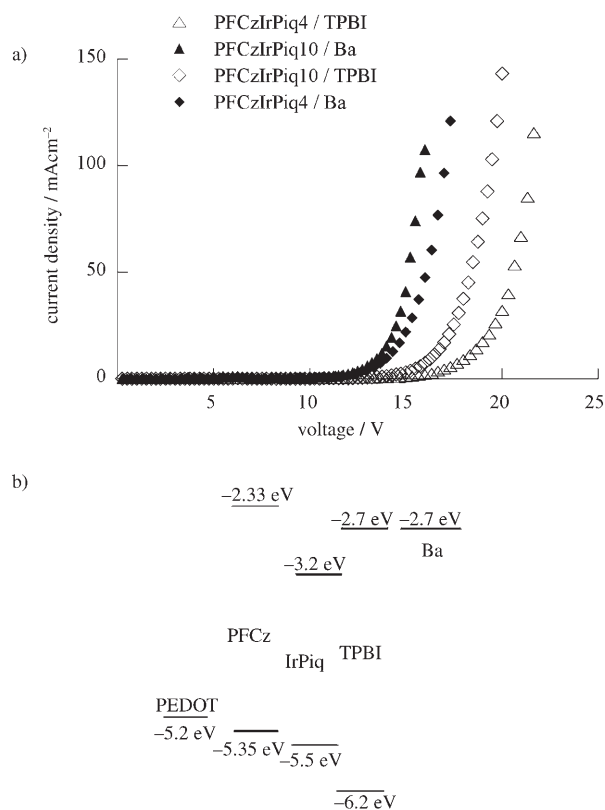 a)
PFCzIrPiq4 / TPBI
PFCzIrPiq10 / Ba
PFCzIrPiq10 / TPBI
PFCzIrPiq4 / Ba
150
100
50
0
current density / mAcm⁻²
5
10
15
20
25
voltage / V
b)
−2.33 eV
−2.7 eV
−2.7 eV
Ba
−3.2 eV
PFCz
IrPiq
TPBI
PEDOT
−5.2 eV
−5.35 eV
−5.5 eV
−6.2 eV